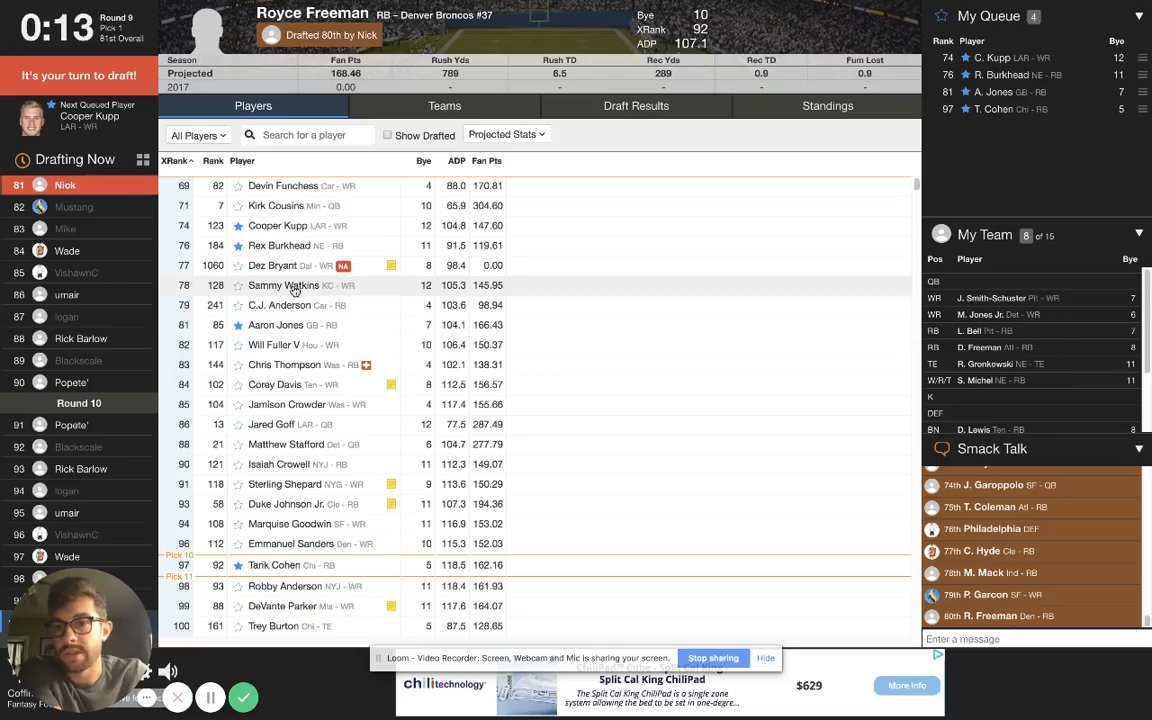 0:13
Round 9
Pick 1
81st Overall
It's your turn to draft!
Next Queued Player
Cooper Kupp
LAR - WR
Drafting Now
81 Nick
82 Mustang
83 Mike
84 Wade
85 VishawnC
86 umair
87 logan
88 Rick Barlow
89 Blackscale
90 Popete'
Round 10
91 Popete'
92 Blackscale
93 Rick Barlow
94 logan
95 umair
96 VishawnC
97 Wade
98
Royce Freeman RB – Denver Broncos #37
Drafted 80th by Nick
Bye 10
XRank 92
ADP 107.1
Season Fan Pts Rush Yds Rush TD Rec Yds Rec TD Fum Lost
Projected 168.46 789 6.5 289 0.9 0.9
2017 0.00 - - - - -
Players Teams Draft Results Standings
All Players Search for a player Show Drafted Projected Stats
XRank Rank Player Bye ADP Fan Pts
69 82 Devin Funchess Car - WR 4 88.0 170.81
71 7 Kirk Cousins Min - QB 10 65.9 304.60
74 123 Cooper Kupp LAR - WR 12 104.8 147.60
76 184 Rex Burkhead NE - RB 11 91.5 119.61
77 1060 Dez Bryant Dal - WR NA 8 98.4 0.00
78 128 Sammy Watkins KC - WR 12 105.3 145.95
79 241 C.J. Anderson Car - RB 4 103.6 98.94
81 85 Aaron Jones GB - RB 7 104.1 166.43
82 117 Will Fuller V Hou - WR 10 106.4 150.37
83 144 Chris Thompson Was - RB 4 102.1 138.31
84 102 Corey Davis Ten - WR 8 112.5 156.57
85 104 Jamison Crowder Was - WR 4 117.4 155.66
86 13 Jared Goff LAR - QB 12 77.5 287.49
88 21 Matthew Stafford Det - QB 6 104.7 277.79
90 121 Isaiah Crowell NYJ - RB 11 112.3 149.07
91 118 Sterling Shepard NYG - WR 9 113.6 150.29
93 58 Duke Johnson Jr. Cle - RB 11 107.3 194.36
94 108 Marquise Goodwin SF - WR 11 116.9 153.02
96 112 Emmanuel Sanders Den - WR 10 115.3 152.03
Pick 10
97 92 Tarik Cohen Chi - RB 5 118.5 162.16
Pick 11
98 93 Robby Anderson NYJ - WR 11 118.4 161.93
99 88 DeVante Parker Mia - WR 11 117.6 164.07
100 161 Trey Burton Chi - TE 5 87.5 128.65
My Queue 4
Rank Player Bye
74 C. Kupp LAR - WR 12
76 R. Burkhead NE - RB 11
81 A. Jones GB - RB 7
97 T. Cohen Chi - RB 5
My Team 8 of 15
Pos Player Bye
QB
WR J. Smith-Schuster Pit - WR 7
WR M. Jones Jr. Det - WR 6
RB L. Bell Pit - RB 7
RB D. Freeman Atl - RB 8
TE R. Gronkowski NE - TE 11
W/R/T S. Michel NE - RB 11
K
DEF
BN D. Lewis Ten - RB 8
Smack Talk
74th J. Garoppolo SF - QB
75th T. Coleman Atl - RB
76th Philadelphia DEF
77th C. Hyde Cle - RB
78th M. Mack Ind - RB
79th P. Garcon SF - WR
80th R. Freeman Den - RB
Enter a message
Loom – Video Recorder: Screen, Webcam and Mic is sharing your screen. Stop sharing Hide
chilitechnology
Split Cal King ChiliPad
The Split Cal King ChiliPad is a single zone
system allowing the bed to be set in one-degre...
$629
More Info
Coffin
Fantasy Foo